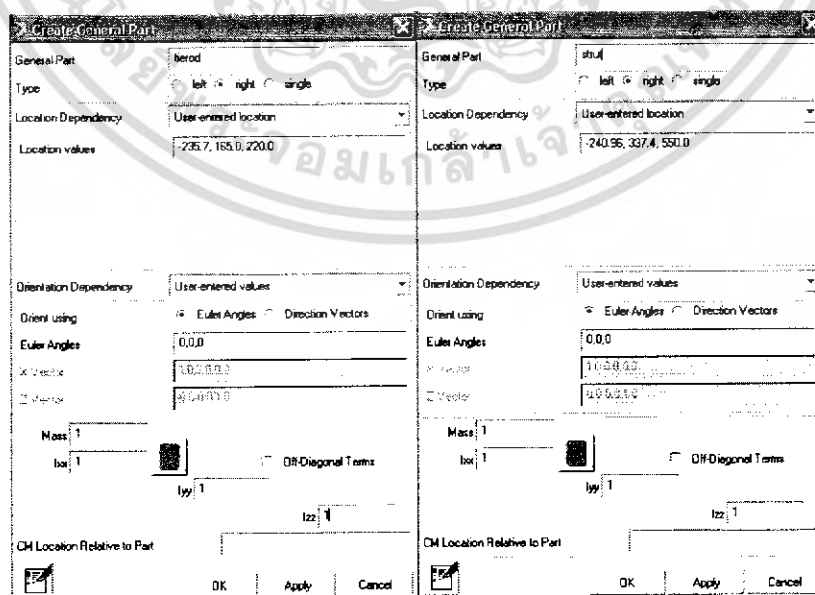 Create General Part
General Part
tierod
Type
left right single
Location Dependency
User-entered location
Location values
-235.7, 165.0, 220.0
Orientation Dependency
User-entered values
Orient using
Euler Angles Direction Vectors
Euler Angles
0,0,0
X Vector
Z Vector
Mass 1
Ixx 1
Off-Diagonal Terms
Iyy 1
Izz 1
CM Location Relative to Part
OK Apply Cancel
Create General Part
General Part
strut
Type
left right single
Location Dependency
User-entered location
Location values
-240.96, 337.4, 550.0
Orientation Dependency
User-entered values
Orient using
Euler Angles Direction Vectors
Euler Angles
0,0,0
X Vector
Z Vector
Mass 1
Ixx 1
Off-Diagonal Terms
Iyy 1
Izz 1
CM Location Relative to Part
OK Apply Cancel